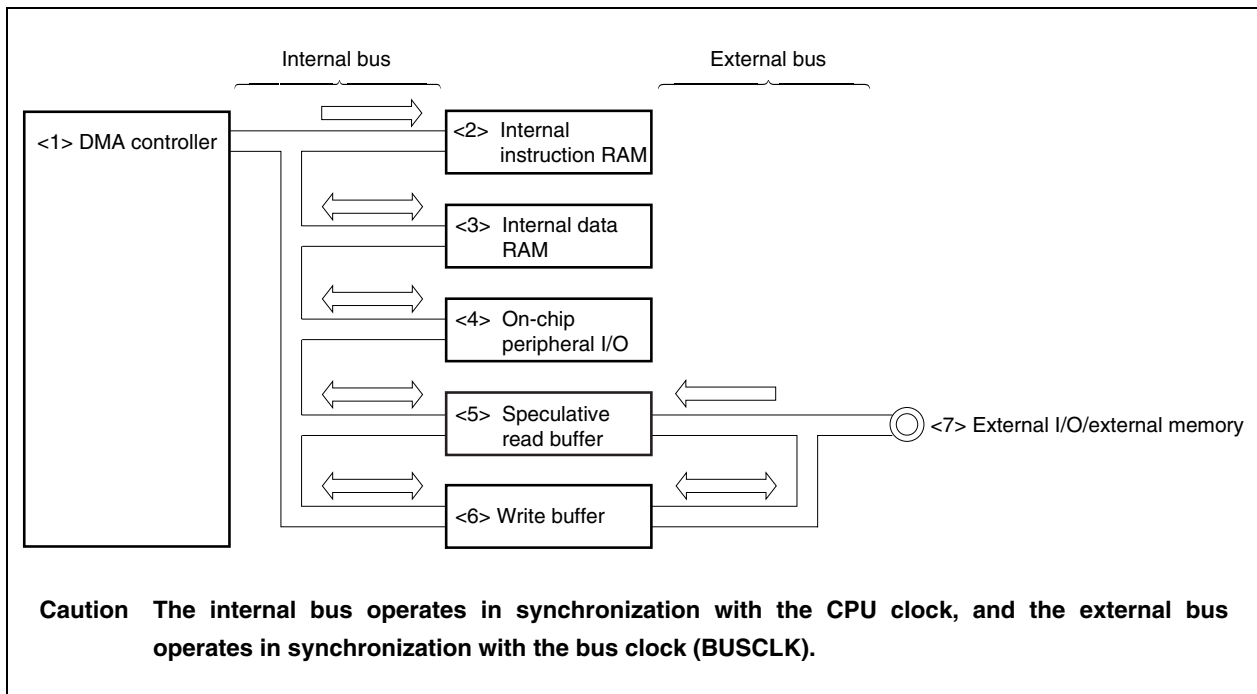 Internal bus
External bus
<1> DMA controller
<2> Internal
instruction RAM
<3> Internal data
RAM
<4> On-chip
peripheral I/O
<5> Speculative
read buffer
<7> External I/O/external memory
<6> Write buffer
Caution The internal bus operates in synchronization with the CPU clock, and the external bus
operates in synchronization with the bus clock (BUSCLK).